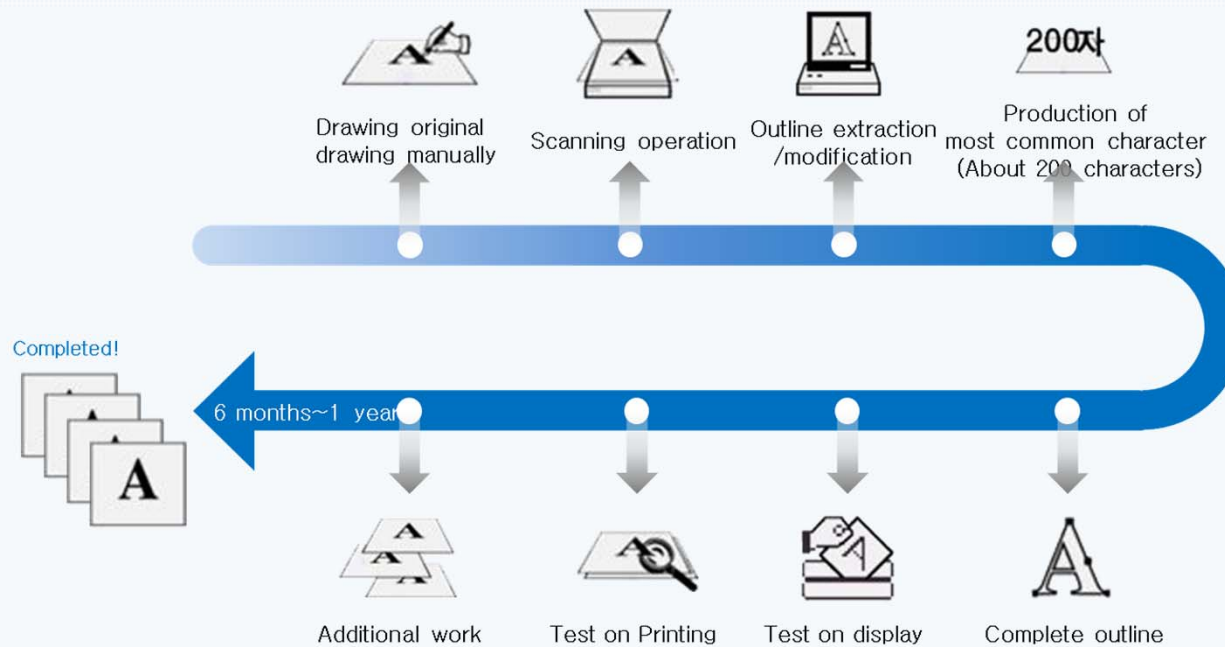 A
A
A
200자
Drawing original
drawing manually
Scanning operation
Outline extraction
/modification
Production of
most common character
(About 200 characters)
Completed!
6 months~1 year
A
A
A
A
A
A
A
A
A
A
Complete outline
Test on display
Test on Printing
Additional work